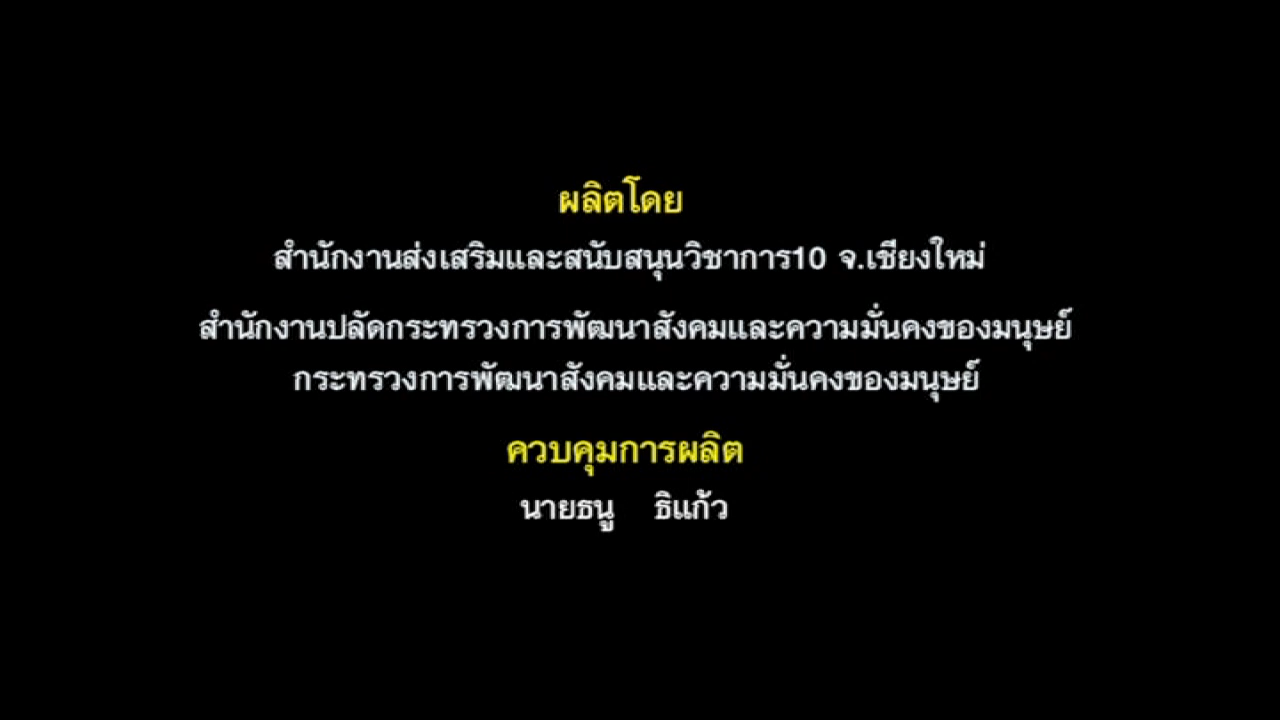 ผลิตโดย
สำนักงานส่งเสริมและสนับสนุนวิชาการ10 จ.เชียงใหม่
สำนักงานปลัดกระทรวงการพัฒนาสังคมและความมั่นคงของมนุษย์
กระทรวงการพัฒนาสังคมและความมั่นคงของมนุษย์
ควบคุมการผลิต
นายธนู ธิแก้ว